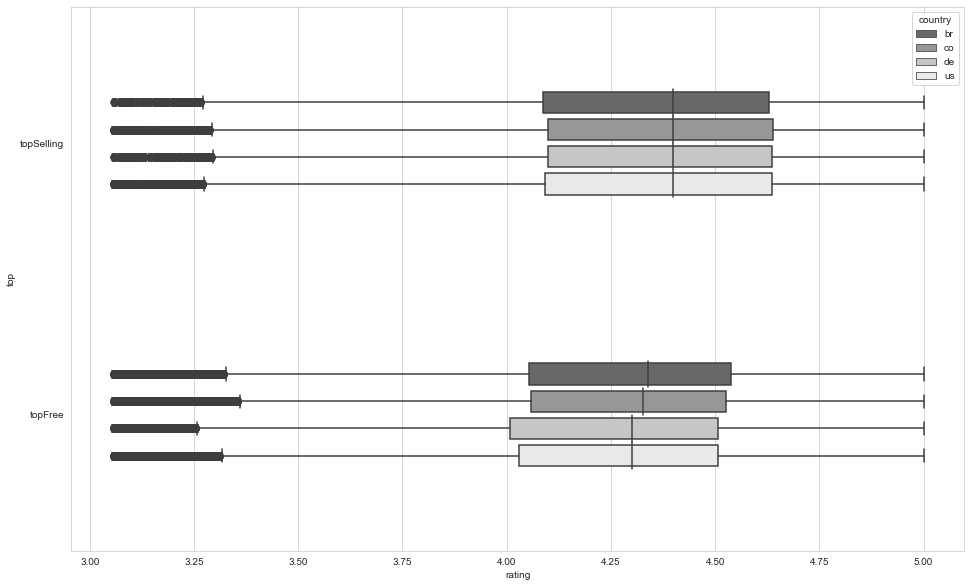 country
br
co
de
us
topSelling
top
topFree
3.00 3.25 3.50 3.75 4.00 4.25 4.50 4.75 5.00
rating